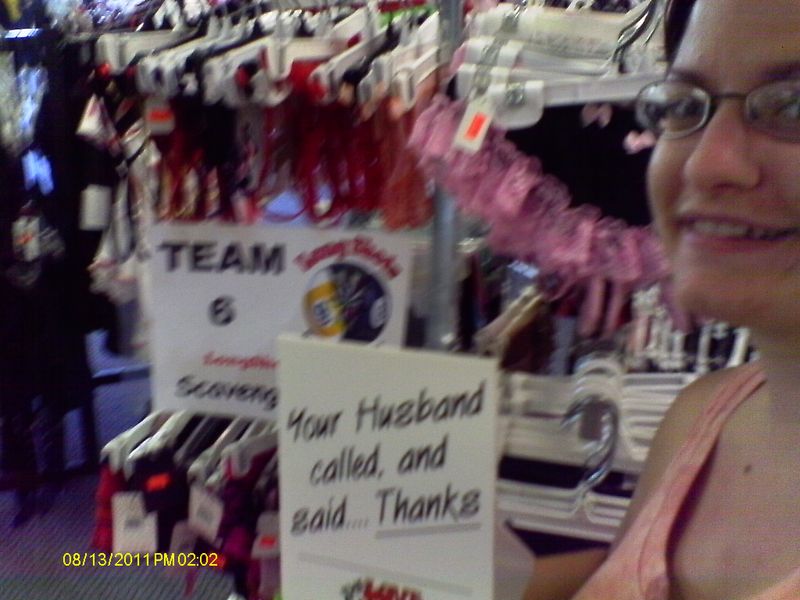 TEAM
6
Scaveng
Your Husband
called, and
said.... Thanks
08/13/2011 PM 02:02